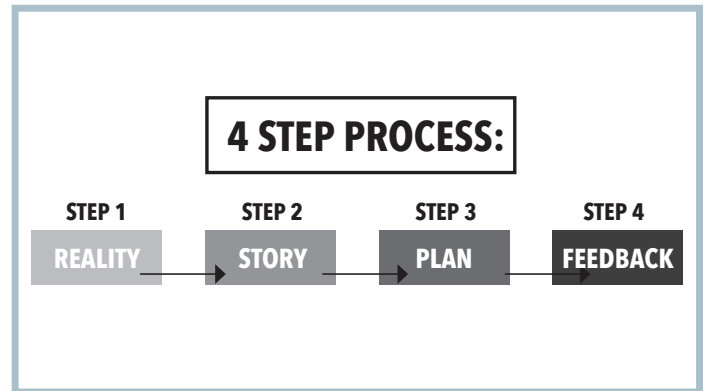 4 STEP PROCESS:
STEP 1 STEP 2 STEP 3 STEP 4
REALITY STORY PLAN FEEDBACK